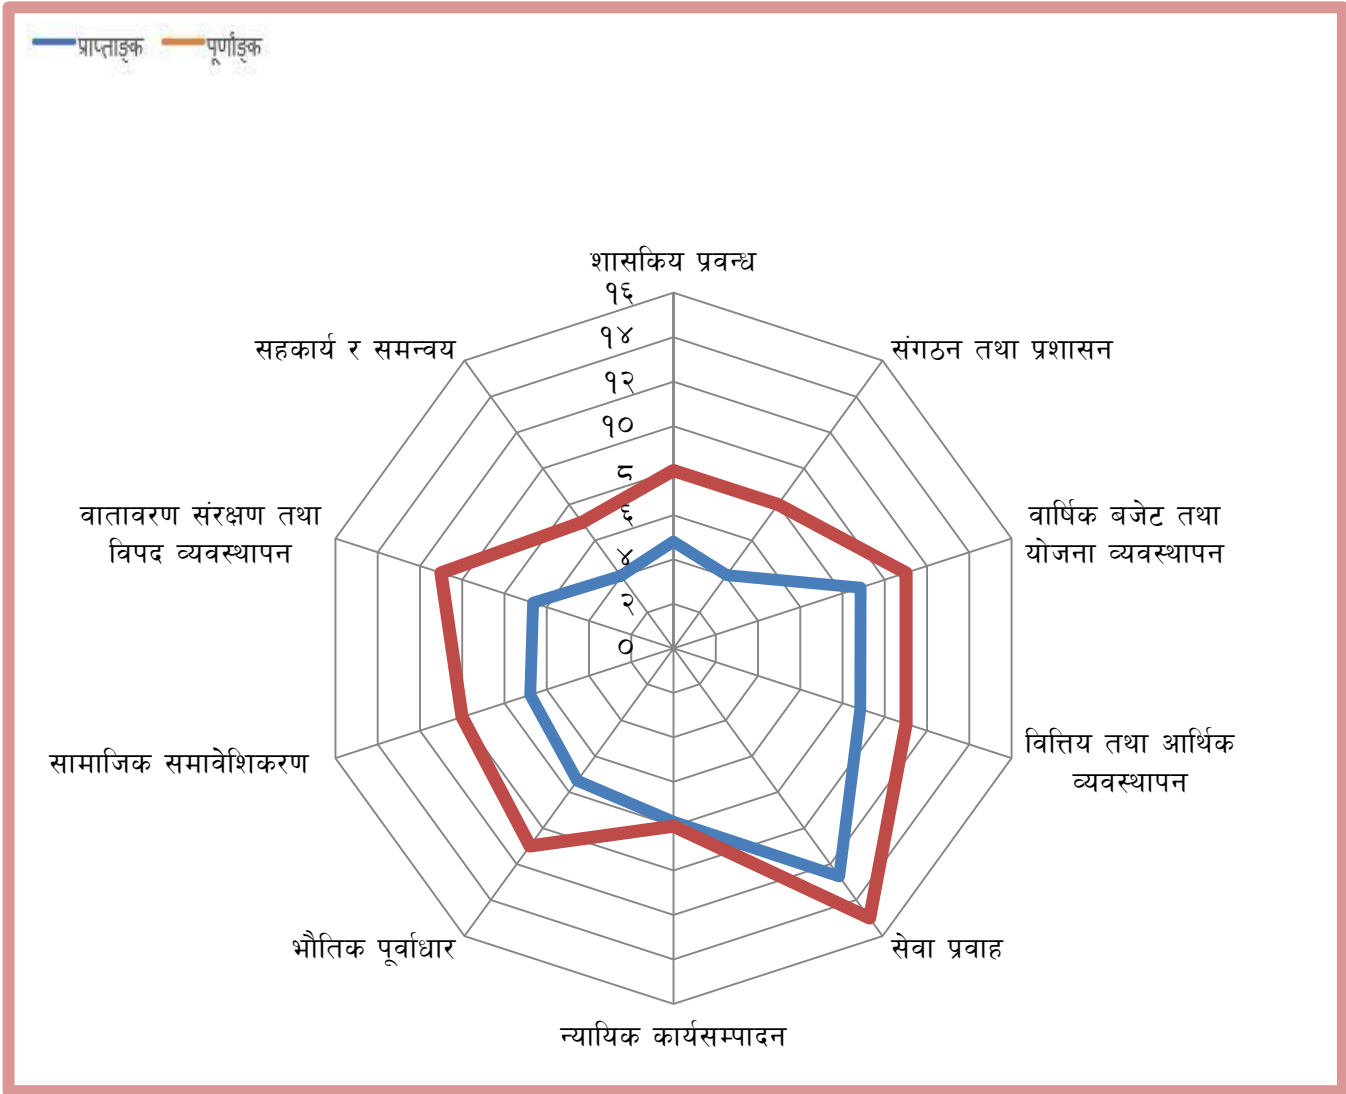 प्राप्ताङ्क पूर्णाङ्क
शासकिय प्रवन्ध
१६
१४
१२
१०
८
६
४
२
०
सहकार्य र समन्वय
संगठन तथा प्रशासन
वातावरण संरक्षण तथा
विपद व्यवस्थापन
वार्षिक बजेट तथा
योजना व्यवस्थापन
सामाजिक समावेशिकरण
वित्तिय तथा आर्थिक
व्यवस्थापन
भौतिक पूर्वाधार
सेवा प्रवाह
न्यायिक कार्यसम्पादन